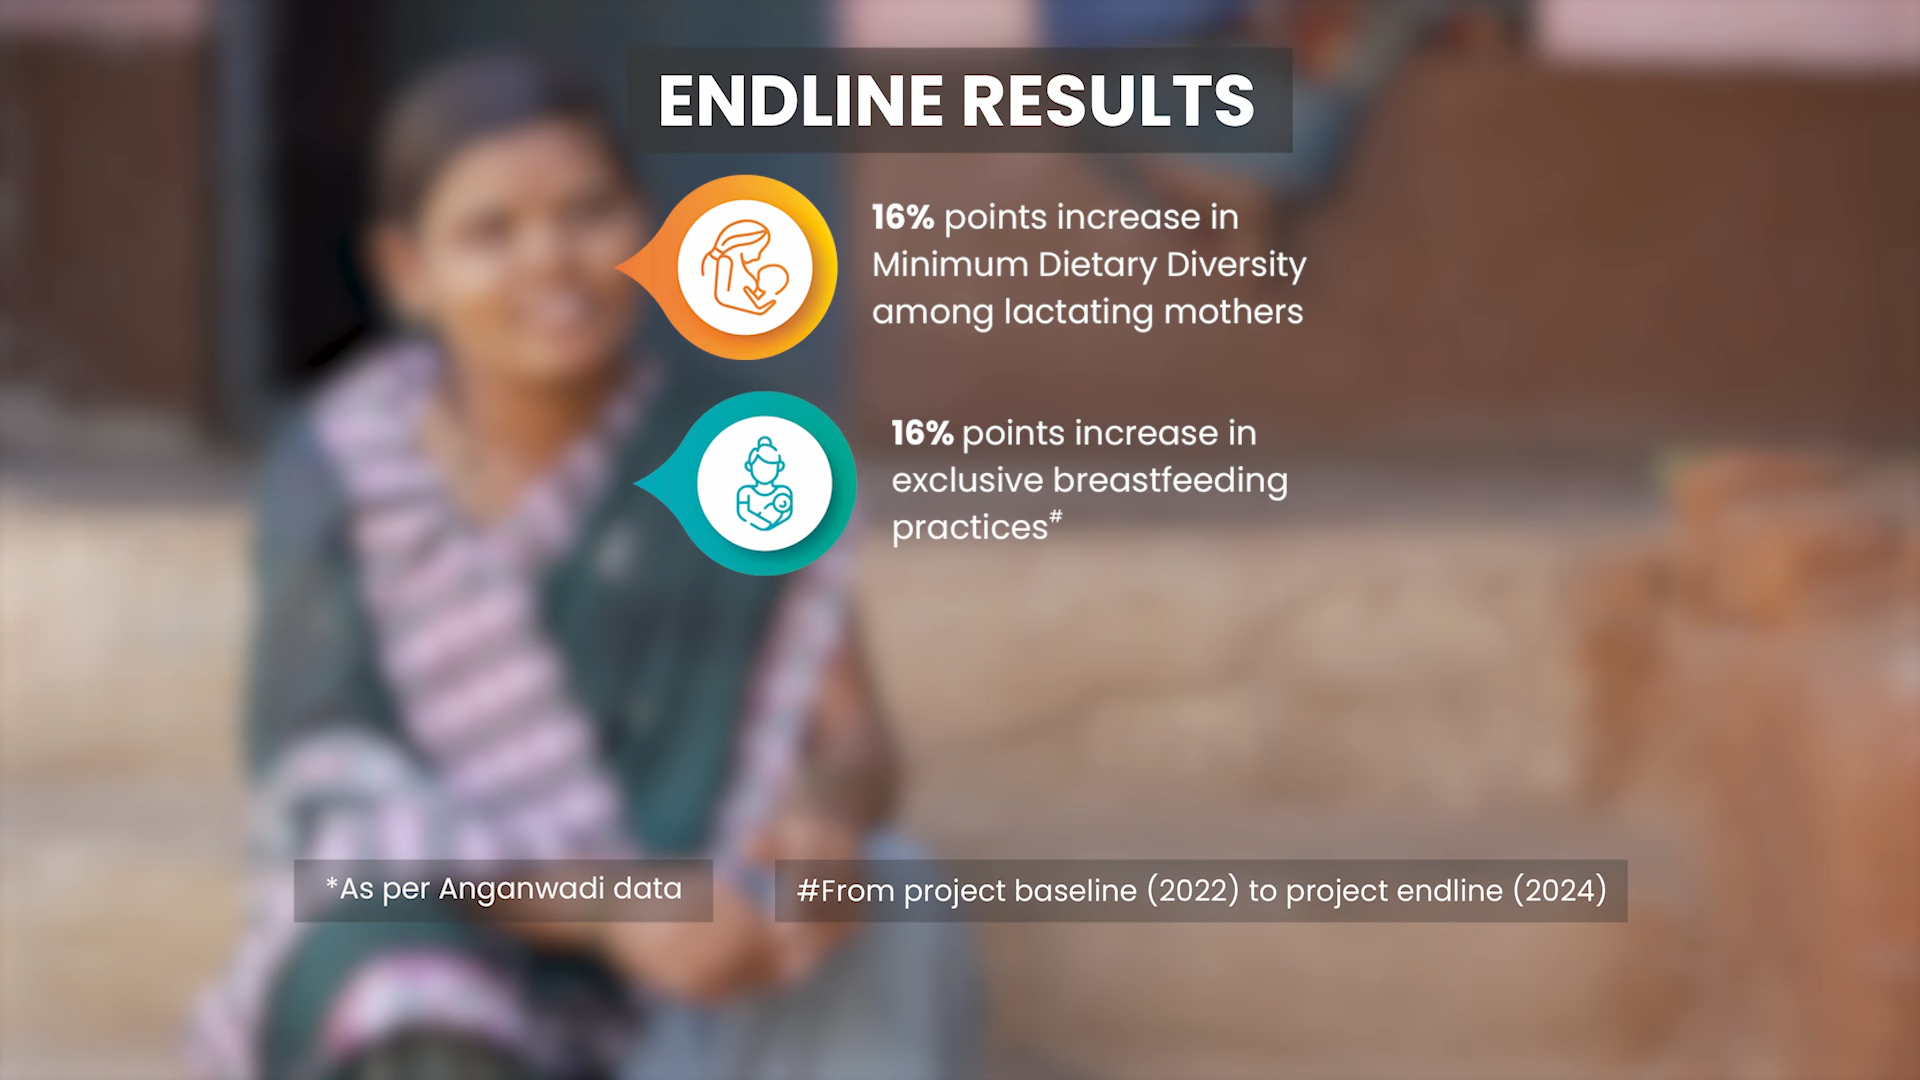 ENDLINE RESULTS
16% points increase in
Minimum Dietary Diversity
among lactating mothers
16% points increase in
exclusive breastfeeding
practices#
*As per Anganwadi data
#From project baseline (2022) to project endline (2024)